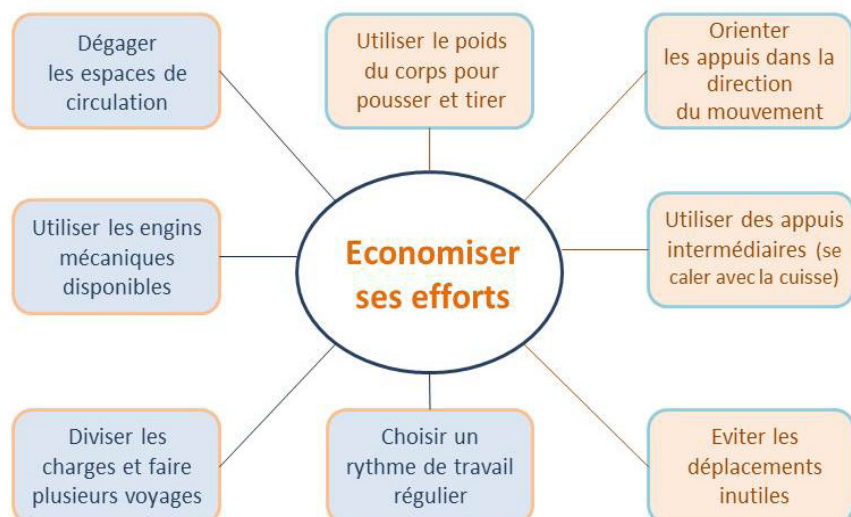 Dégager
les espaces de
circulation
Utiliser le poids
du corps pour
pousser et tirer
Orienter
les appuis dans la
direction
du mouvement
Utiliser les engins
mécaniques
disponibles
Economiser
ses efforts
Utiliser des appuis
intermédiaires (se
caler avec la cuisse)
Diviser les
charges et faire
plusieurs voyages
Choisir un
rythme de travail
régulier
Eviter les
déplacements
inutiles